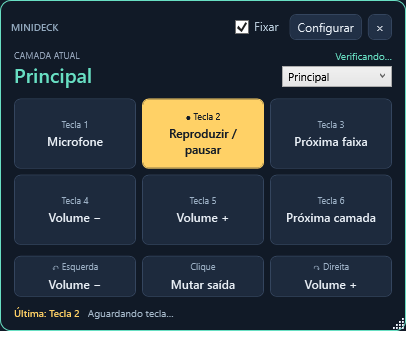 MINIDECK
Fixar
Configurar
×
CAMADA ATUAL
Verificando...
Principal
Principal
Tecla 1
Microfone
● Tecla 2
Reproduzir /
pausar
Tecla 3
Próxima faixa
Tecla 4
Volume −
Tecla 5
Volume +
Tecla 6
Próxima camada
↶ Esquerda
Volume −
Clique
Mutar saída
↷ Direita
Volume +
Última: Tecla 2 Aguardando tecla...